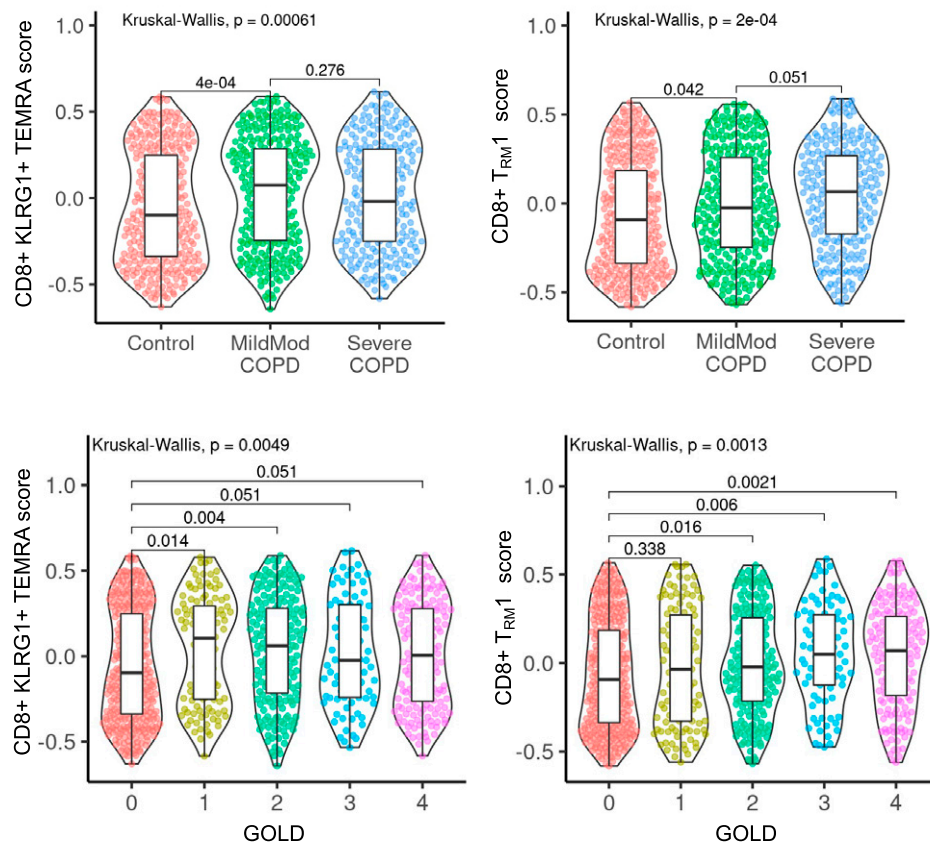 Kruskal-Wallis, p = 0.00061
CD8+ KLRG1+ TEMRA score
1.0
0.5
0.0
-0.5
4e-04
0.276
Control
MildMod COPD
Severe COPD
Kruskal-Wallis, p = 2e-04
CD8+ TRM1 score
1.0
0.5
0.0
-0.5
0.042
0.051
Control
MildMod COPD
Severe COPD
Kruskal-Wallis, p = 0.0049
CD8+ KLRG1+ TEMRA score
1.0
0.5
0.0
-0.5
0.051
0.051
0.004
0.014
0 1 2 3 4
GOLD
Kruskal-Wallis, p = 0.0013
CD8+ TRM1 score
1.0
0.5
0.0
-0.5
0.0021
0.006
0.016
0.338
0 1 2 3 4
GOLD